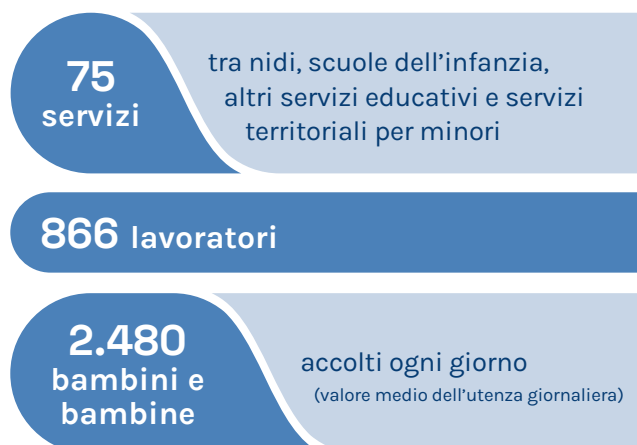 75
servizi
tra nidi, scuole dell’infanzia,
altri servizi educativi e servizi
territoriali per minori
866 lavoratori
2.480
bambini e
bambine
accolti ogni giorno
(valore medio dell’utenza giornaliera)